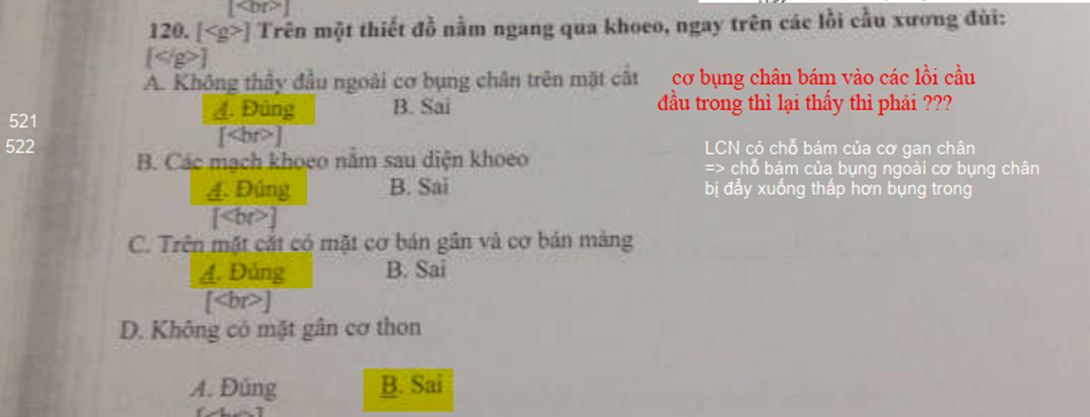 [<br>]
120. [<g>] Trên một thiết đồ nằm ngang qua khoeo, ngay trên các lồi cầu xương đùi:
[</g>]
A. Không thấy đầu ngoài cơ bụng chân trên mặt cắt
cơ bụng chân bám vào các lồi cầu
đầu trong thì lại thấy thì phải ???
A. Đúng B. Sai
[<br>]
521
522
LCN có chỗ bám của cơ gan chân
=> chỗ bám của bụng ngoài cơ bụng chân
bị đẩy xuống thấp hơn bụng trong
B. Các mạch khoeo nằm sau diện khoeo
A. Đúng B. Sai
[<br>]
C. Trên mặt cắt có mặt cơ bán gân và cơ bán màng
A. Đúng B. Sai
[<br>]
D. Không có mặt gân cơ thon
A. Đúng B. Sai
[<br>]